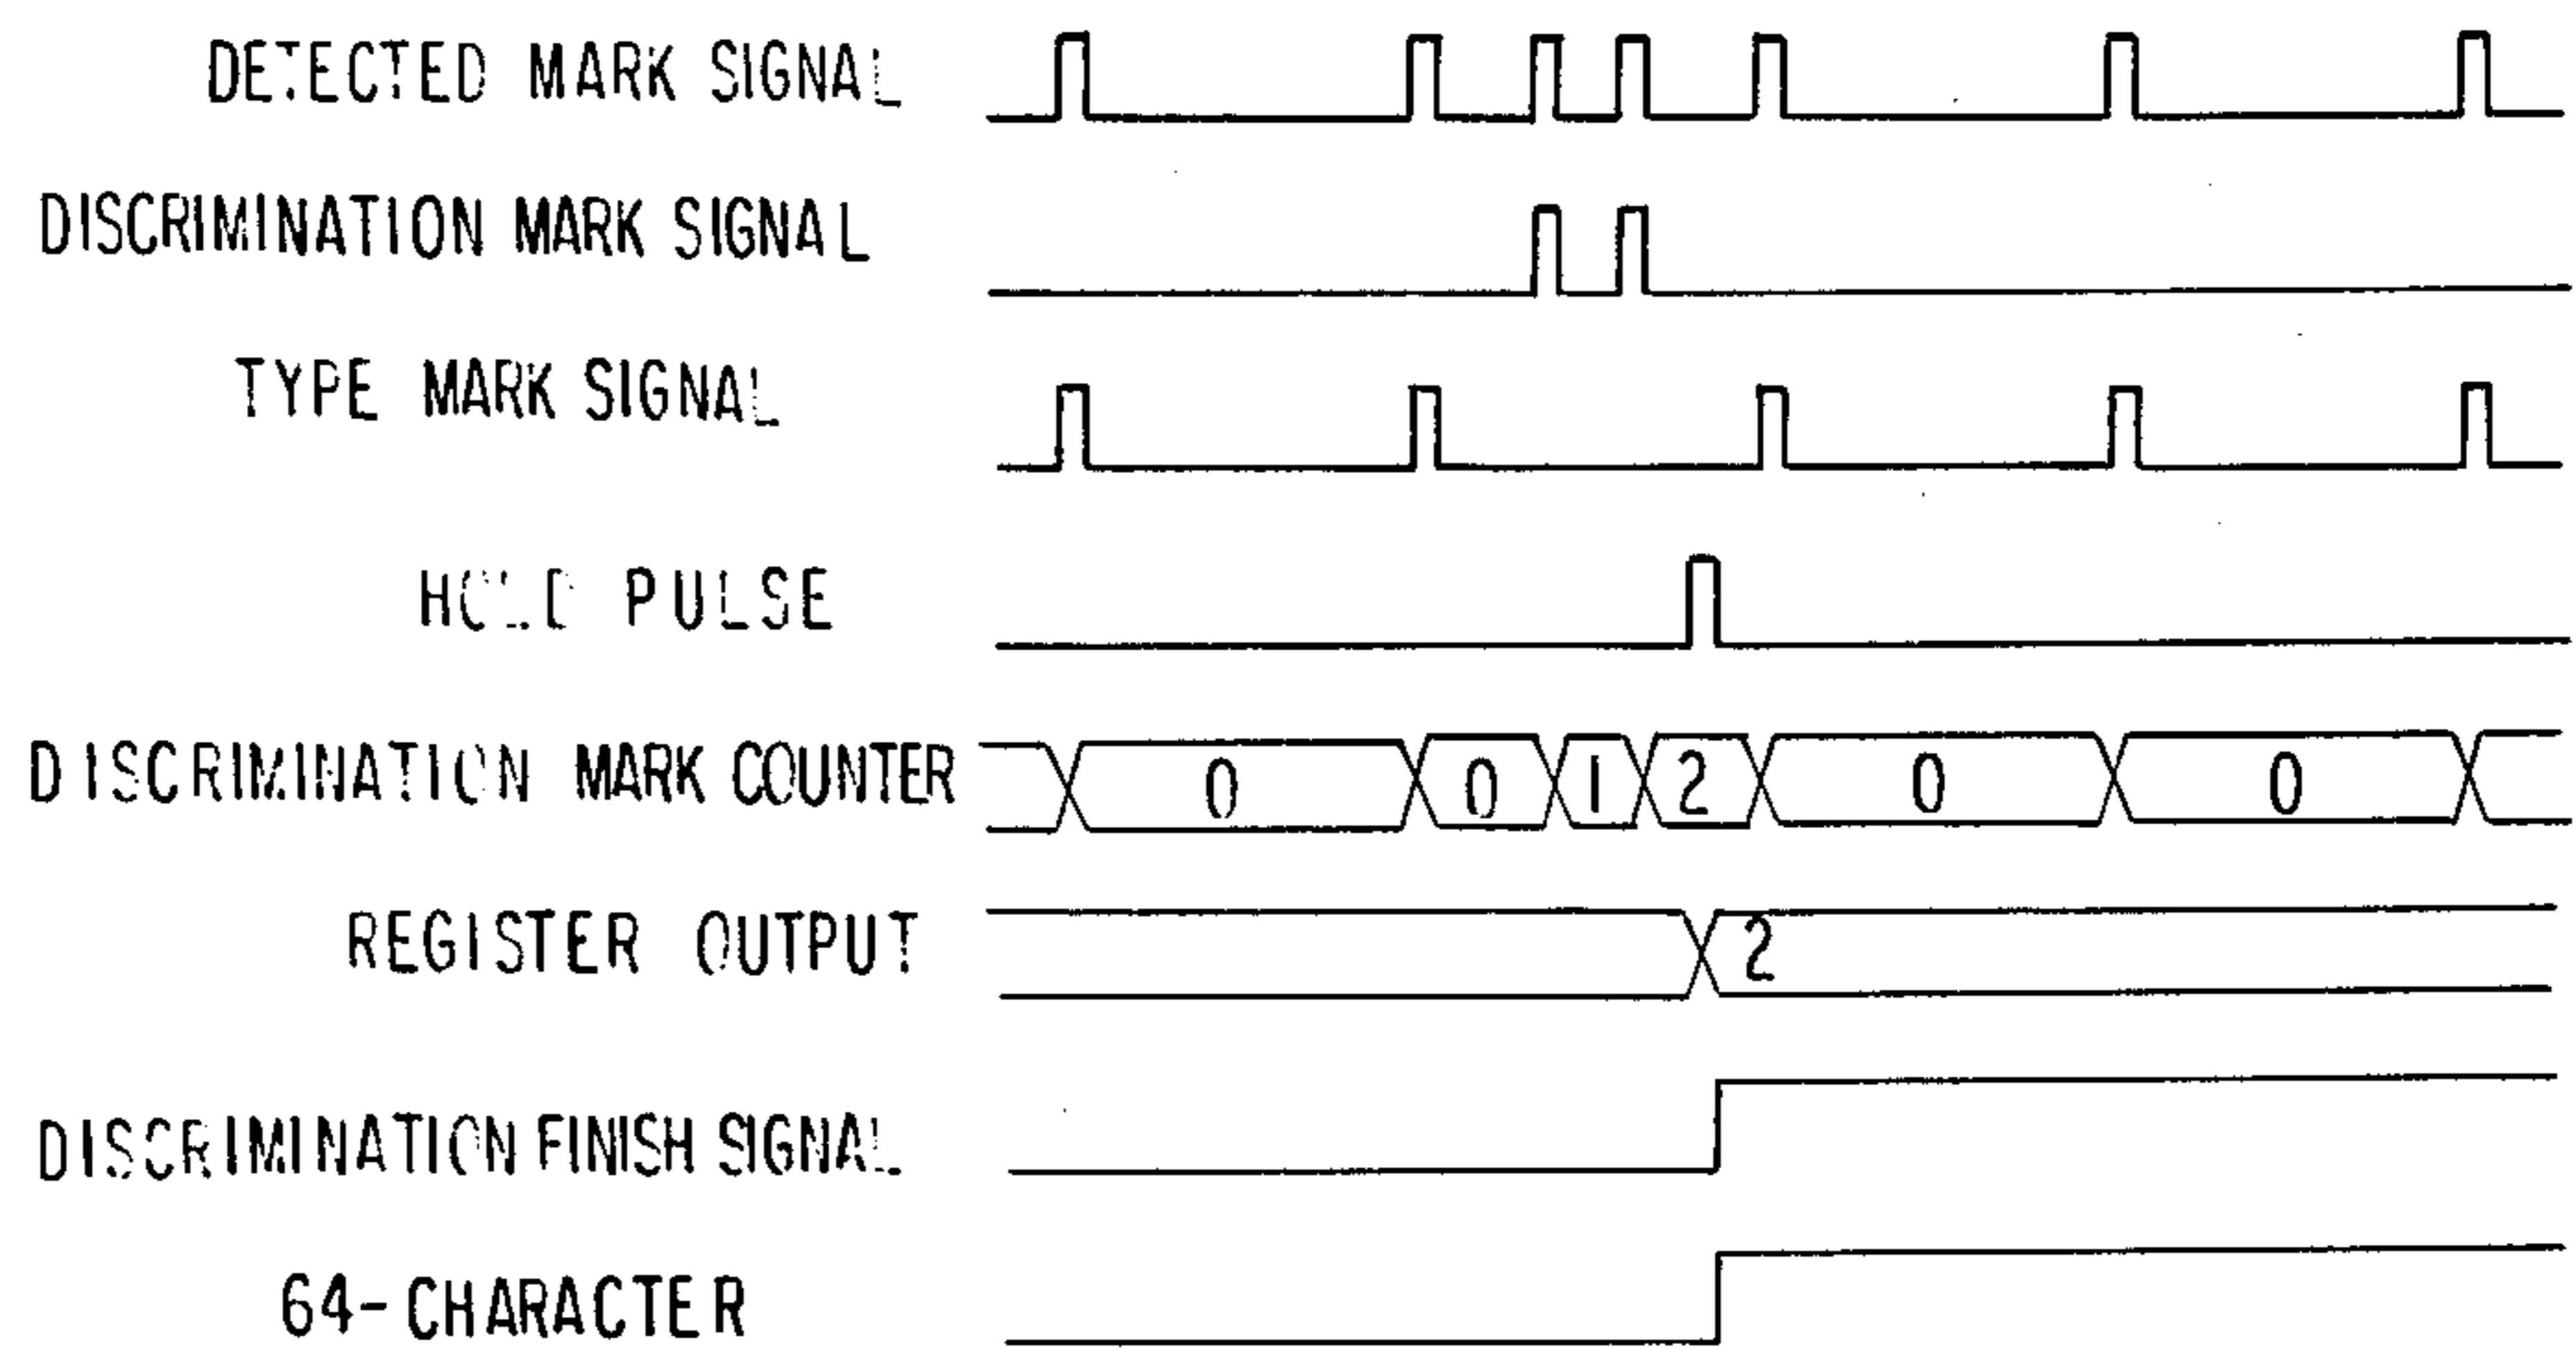 DETECTED MARK SIGNAL
DISCRIMINATION MARK SIGNAL
TYPE MARK SIGNAL
HOLD PULSE
DISCRIMINATION MARK COUNTER 0 0 1 2 0 0
REGISTER OUTPUT 2
DISCRIMINATION FINISH SIGNAL
64-CHARACTER